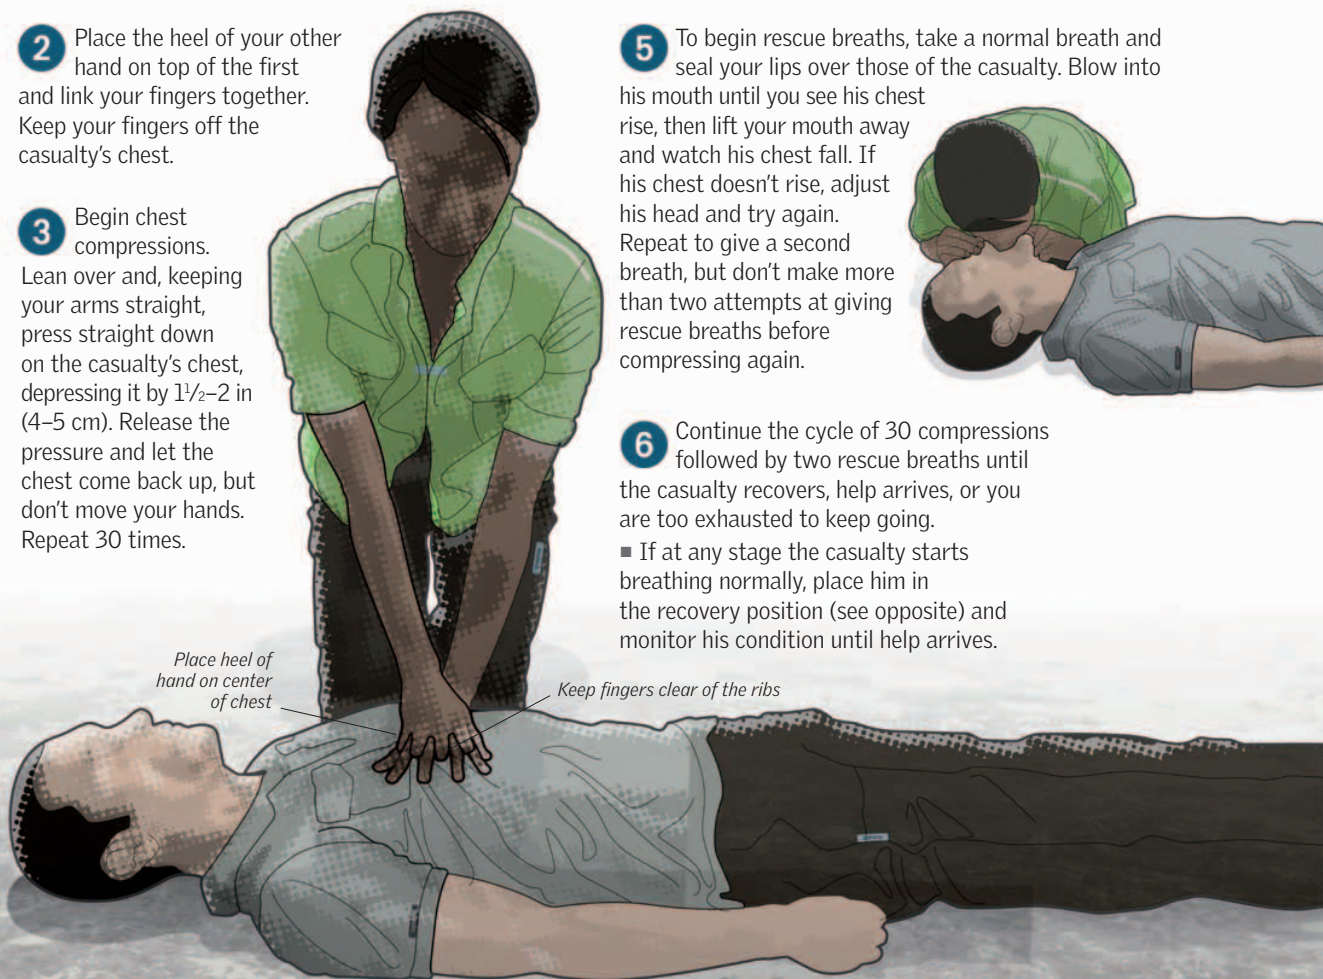 2 Place the heel of your other
hand on top of the first
and link your fingers together.
Keep your fingers off the
casualty's chest.
3 Begin chest
compressions.
Lean over and, keeping
your arms straight,
press straight down
on the casualty's chest,
depressing it by 1½–2 in
(4–5 cm). Release the
pressure and let the
chest come back up, but
don't move your hands.
Repeat 30 times.
Place heel of
hand on center
of chest
Keep fingers clear of the ribs
5 To begin rescue breaths, take a normal breath and
seal your lips over those of the casualty. Blow into
his mouth until you see his chest
rise, then lift your mouth away
and watch his chest fall. If
his chest doesn't rise, adjust
his head and try again.
Repeat to give a second
breath, but don't make more
than two attempts at giving
rescue breaths before
compressing again.
6 Continue the cycle of 30 compressions
followed by two rescue breaths until
the casualty recovers, help arrives, or you
are too exhausted to keep going.
■ If at any stage the casualty starts
breathing normally, place him in
the recovery position (see opposite) and
monitor his condition until help arrives.